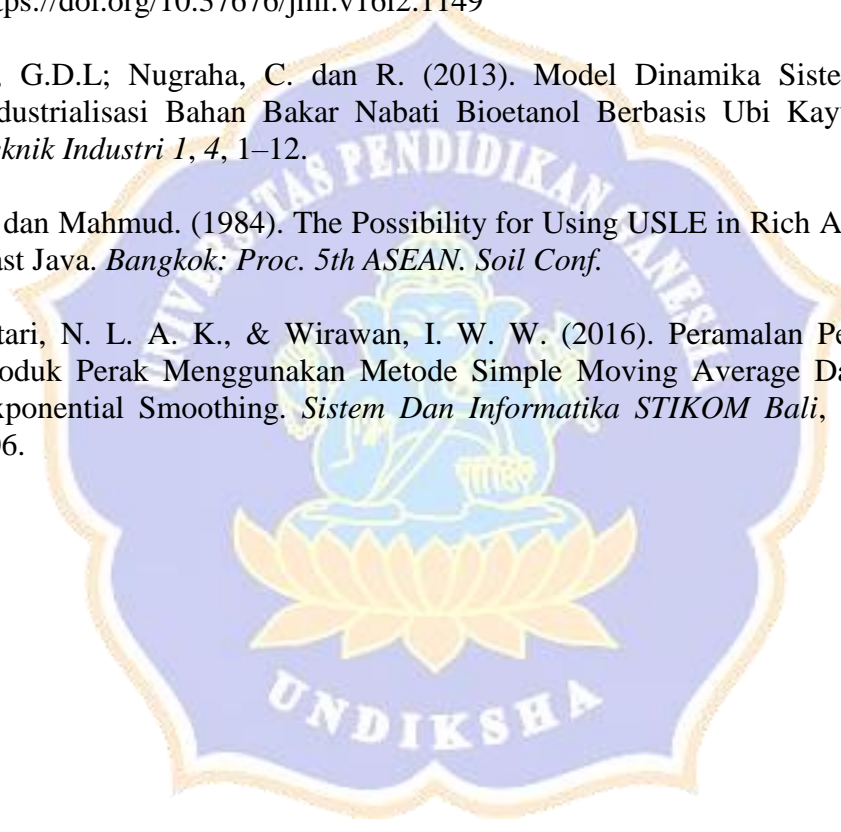 tps://doi.org/10.37676/jmi.v16i2.1149
, G.D.L; Nugraha, C. dan R. (2013). Model Dinamika Siste
dustrialisasi Bahan Bakar Nabati Bioetanol Berbasis Ubi Kay
eknik Industri 1, 4, 1–12.
dan Mahmud. (1984). The Possibility for Using USLE in Rich A
ast Java. Bangkok: Proc. 5th ASEAN. Soil Conf.
tari, N. L. A. K., & Wirawan, I. W. W. (2016). Peramalan Pe
oduk Perak Menggunakan Metode Simple Moving Average Da
xponential Smoothing. Sistem Dan Informatika STIKOM Bali,
06.
UNIVERSITAS PENDIDIKAN GANESHA
UNDIKSHA